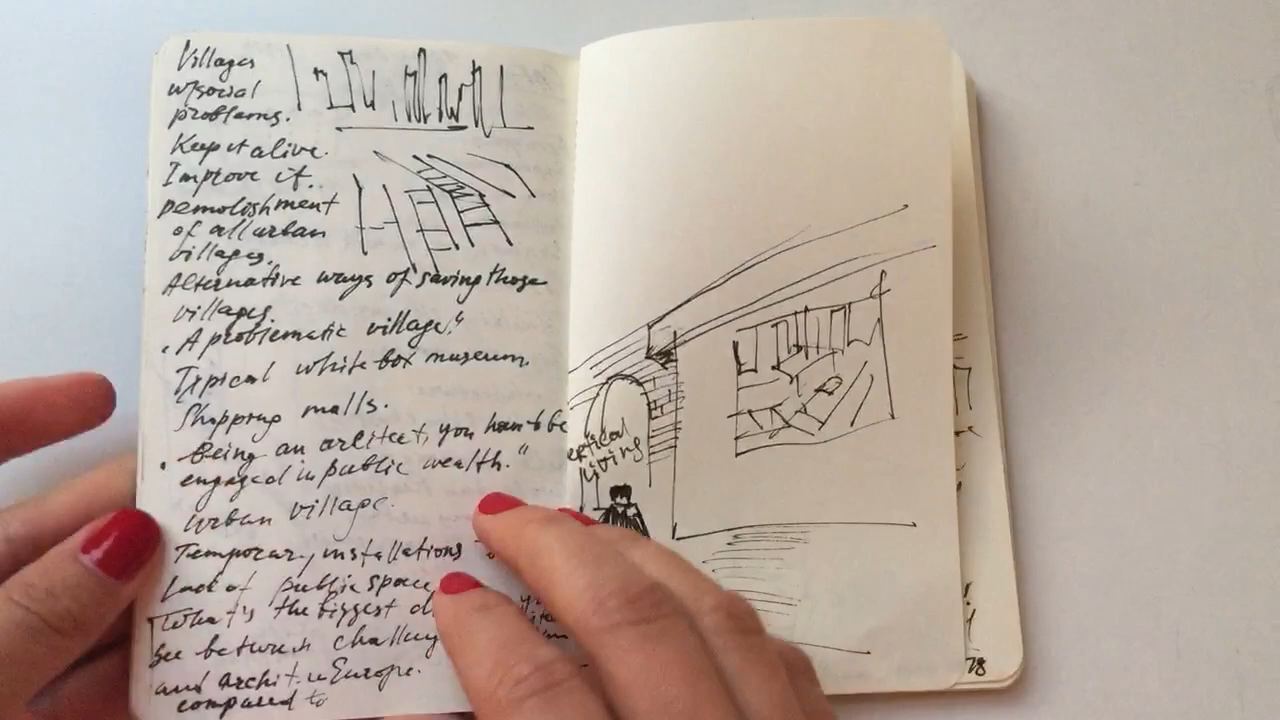 Villages
w/social
problems.
Keep it alive.
Improve it.
Demolishment
of all urban
villages.
Alternative ways of saving those
villages.
„A problematic village."
Typical white box museum.
Shopping malls.
„Being an arcitect, you have to be
engaged in public wealth."
Urban village.
Temporary installations
Lack of public space
What's the biggest
see between
and archit. in Europe.
compared to
ertical
living
78